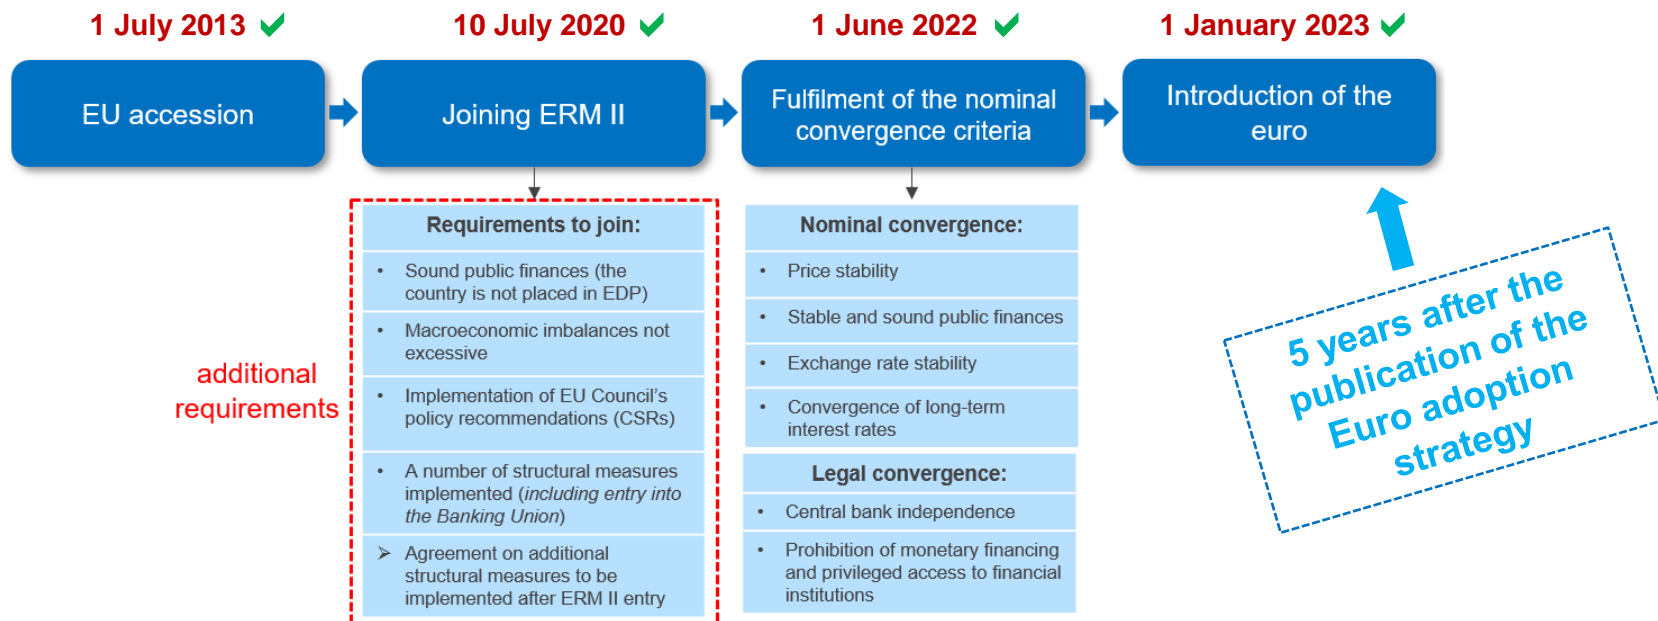 1 July 2013
10 July 2020
1 June 2022
1 January 2023
EU accession
Joining ERM II
Fulfilment of the nominal
convergence criteria
Introduction of the
euro
additional
requirements
Requirements to join:
• Sound public finances (the
country is not placed in EDP)
• Macroeconomic imbalances not
excessive
• Implementation of EU Council’s
policy recommendations (CSRs)
• A number of structural measures
implemented (including entry into
the Banking Union)
➢ Agreement on additional
structural measures to be
implemented after ERM II entry
Nominal convergence:
• Price stability
• Stable and sound public finances
• Exchange rate stability
• Convergence of long-term
interest rates
Legal convergence:
• Central bank independence
• Prohibition of monetary financing
and privileged access to financial
institutions
5 years after the
publication of the
Euro adoption
strategy